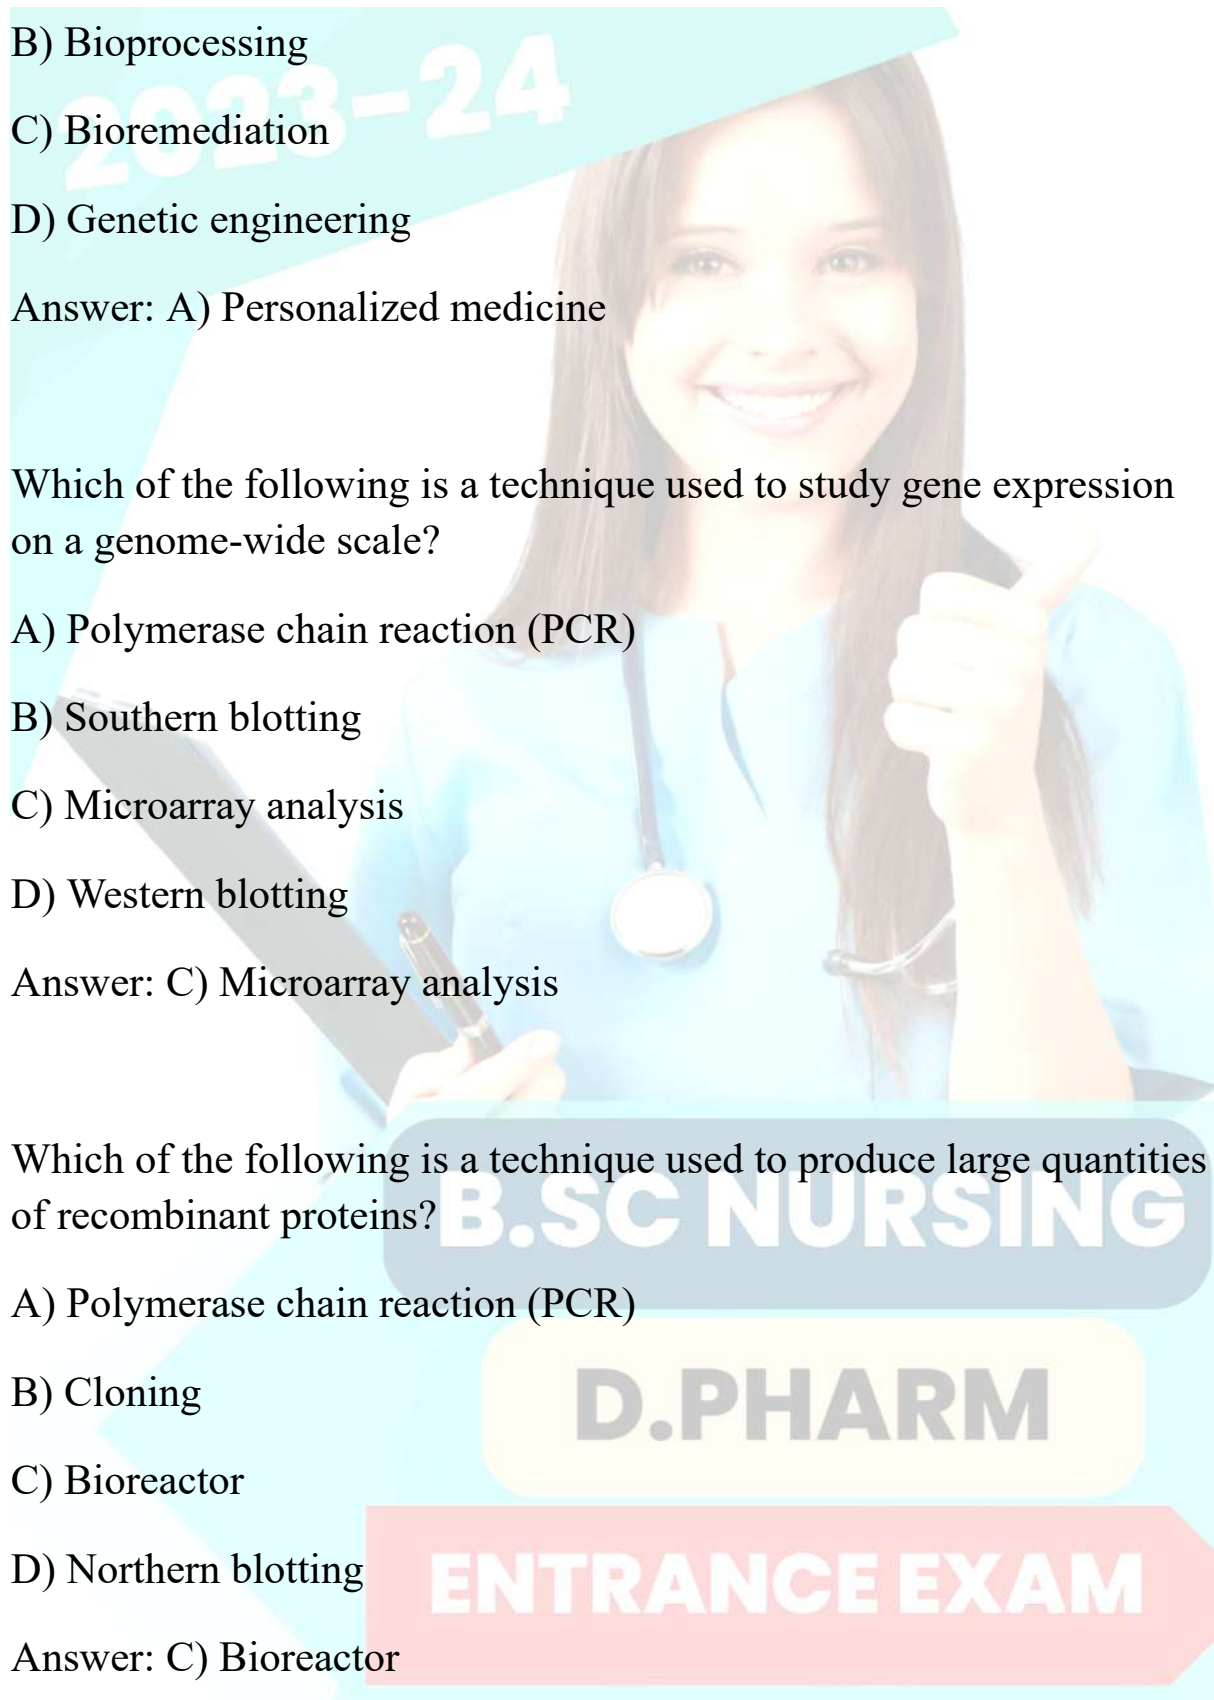 2023-24
B) Bioprocessing
C) Bioremediation
D) Genetic engineering
Answer: A) Personalized medicine
Which of the following is a technique used to study gene expression
on a genome-wide scale?
A) Polymerase chain reaction (PCR)
B) Southern blotting
C) Microarray analysis
D) Western blotting
Answer: C) Microarray analysis
Which of the following is a technique used to produce large quantities
of recombinant proteins?
B.SC NURSING
A) Polymerase chain reaction (PCR)
B) Cloning
D.PHARM
C) Bioreactor
D) Northern blotting
ENTRANCE EXAM
Answer: C) Bioreactor